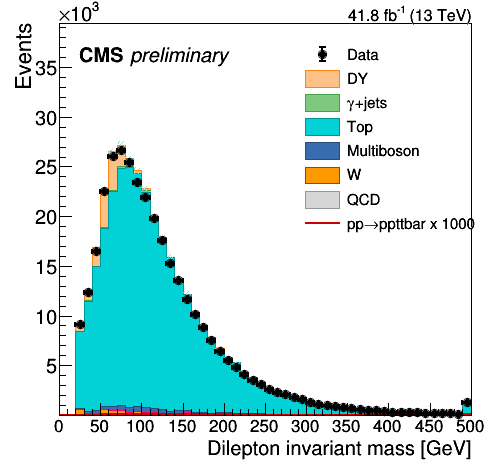 ×10³
41.8 fb⁻¹ (13 TeV)
Events
CMS preliminary
Data
DY
γ+jets
Top
Multiboson
W
QCD
pp→ppttbar x 1000
35
30
25
20
15
10
5
0 50 100 150 200 250 300 350 400 450 500
Dilepton invariant mass [GeV]